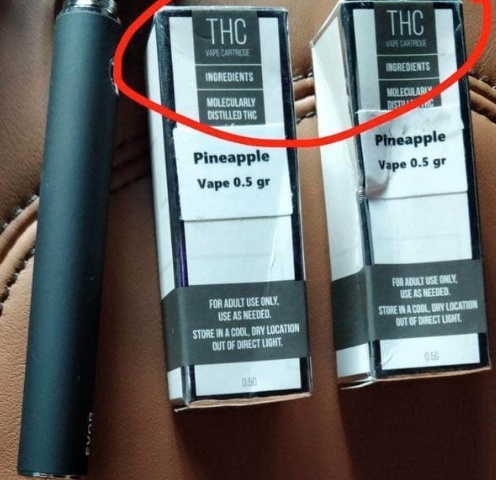 THC
VAPE CARTRIDGE
INGREDIENTS
MOLECULARLY
DISTILLED THC
Pineapple
Vape 0.5 gr
FOR ADULT USE ONLY,
USE AS NEEDED.
STORE IN A COOL, DRY LOCATION
OUT OF DIRECT LIGHT.
0.5G
THC
VAPE CARTRIDGE
INGREDIENTS
MOLECULARLY
DISTILLED THC
Pineapple
Vape 0.5 gr
FOR ADULT USE ONLY,
USE AS NEEDED.
STORE IN A COOL, DRY LOCATION
OUT OF DIRECT LIGHT.
0.5G